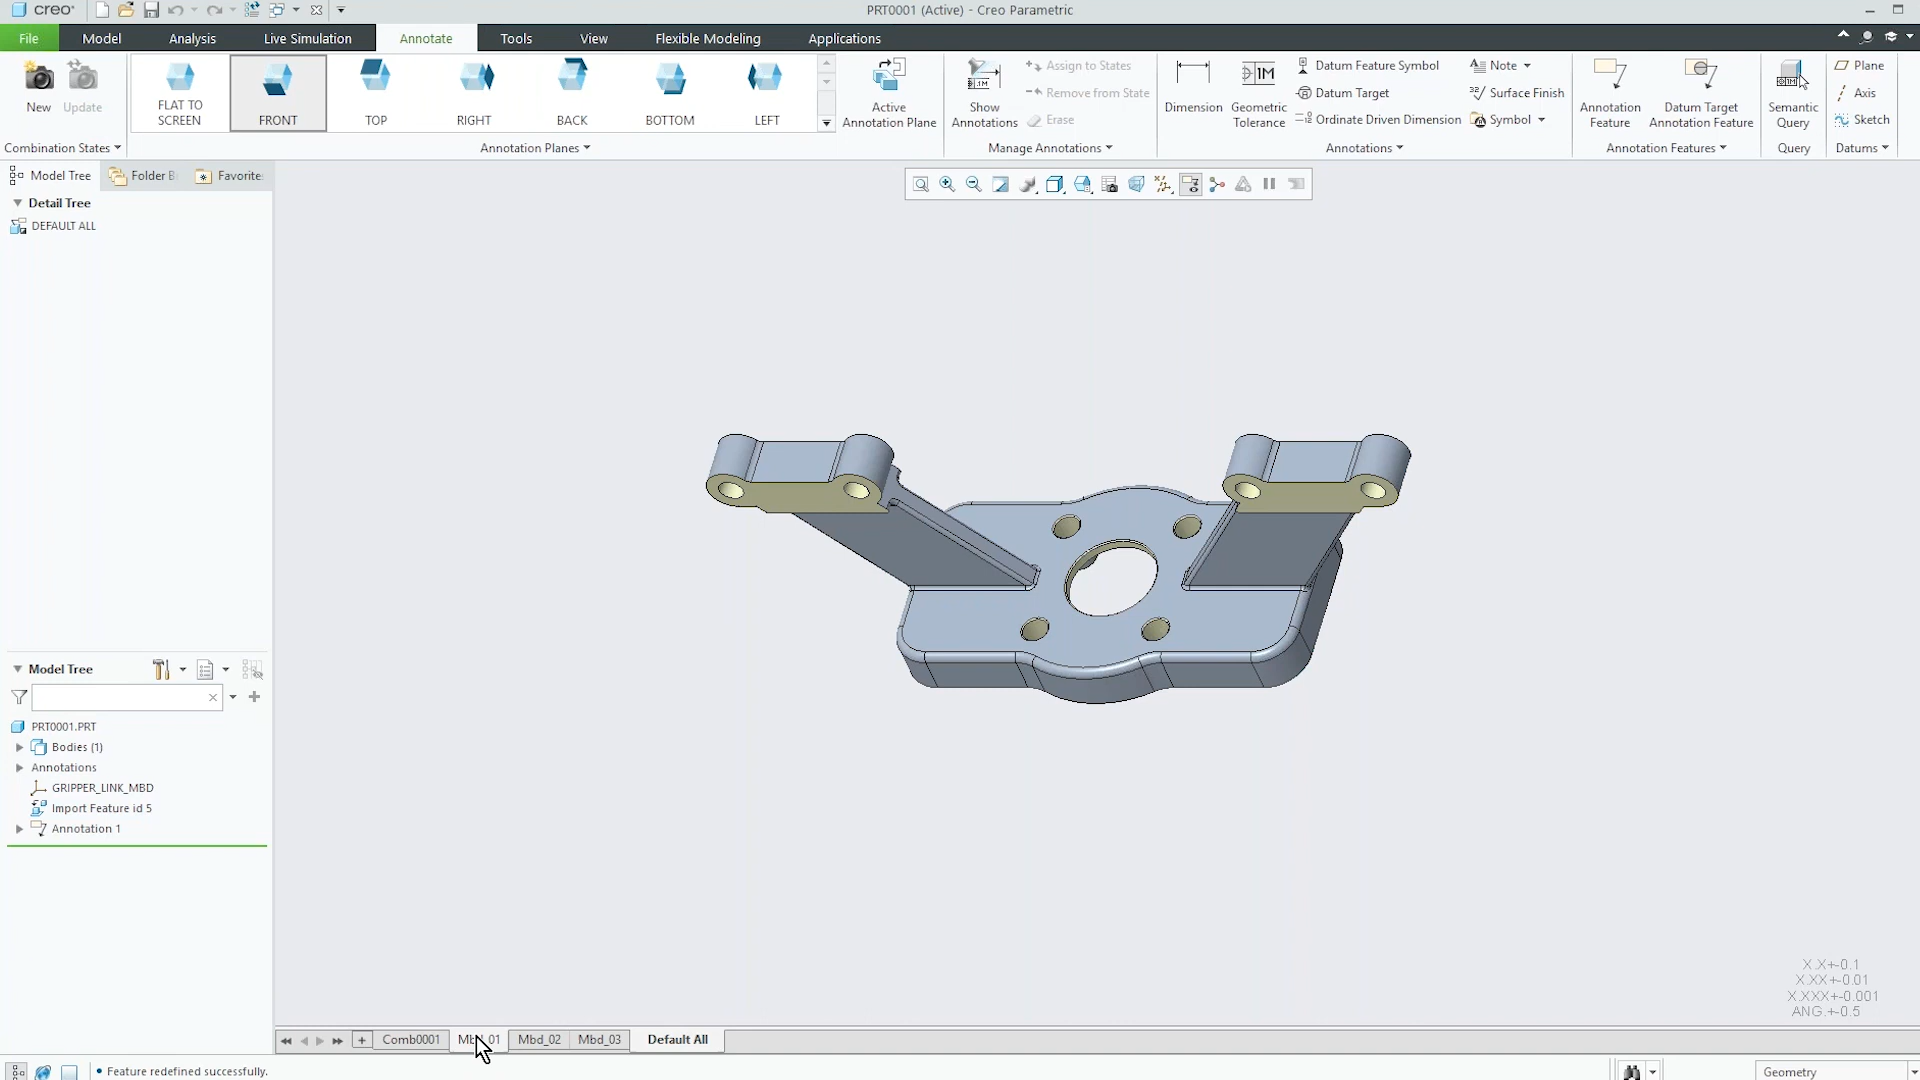 creo
PRT0001 (Active) - Creo Parametric
File
Model
Analysis
Live Simulation
Annotate
Tools
View
Flexible Modeling
Applications
New
Update
FLAT TO
SCREEN
FRONT
TOP
RIGHT
BACK
BOTTOM
LEFT
Active
Annotation Plane
Show
Annotations
Assign to States
Remove from State
Erase
Dimension
Geometric
Tolerance
Datum Feature Symbol
Datum Target
Ordinate Driven Dimension
Note
Surface Finish
Symbol
Annotation
Feature
Datum Target
Annotation Feature
Semantic
Query
Plane
Axis
Sketch
Combination States
Annotation Planes
Manage Annotations
Annotations
Annotation Features
Query
Datums
Model Tree
Folder B
Favorite
Detail Tree
DEFAULT ALL
Model Tree
PRT0001.PRT
Bodies (1)
Annotations
GRIPPER_LINK_MBD
Import Feature id 5
Annotation 1
X.X+-0.1
X.XX+-0.01
X.XXX+-0.001
ANG.+-0.5
Comb0001
Mbd_02
Mbd_03
Default All
• Feature redefined successfully.
Geometry